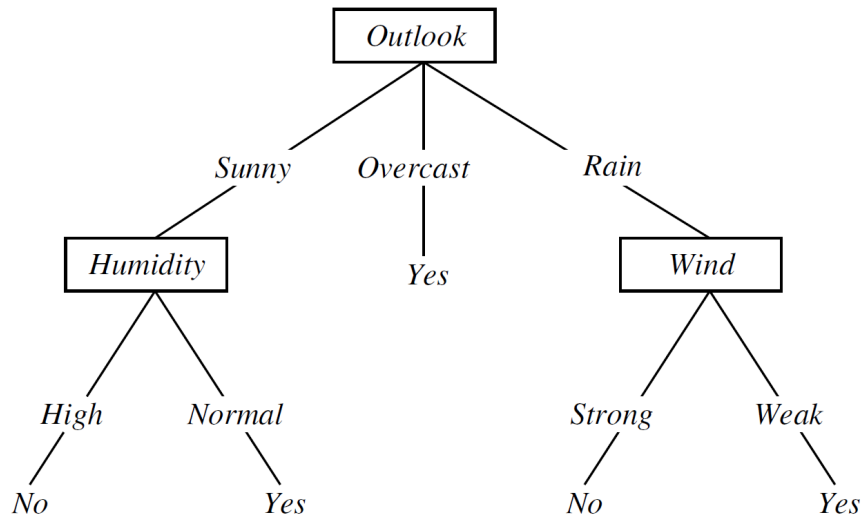 Outlook
Sunny Overcast Rain
Humidity Yes Wind
High Normal Strong Weak
No Yes No Yes